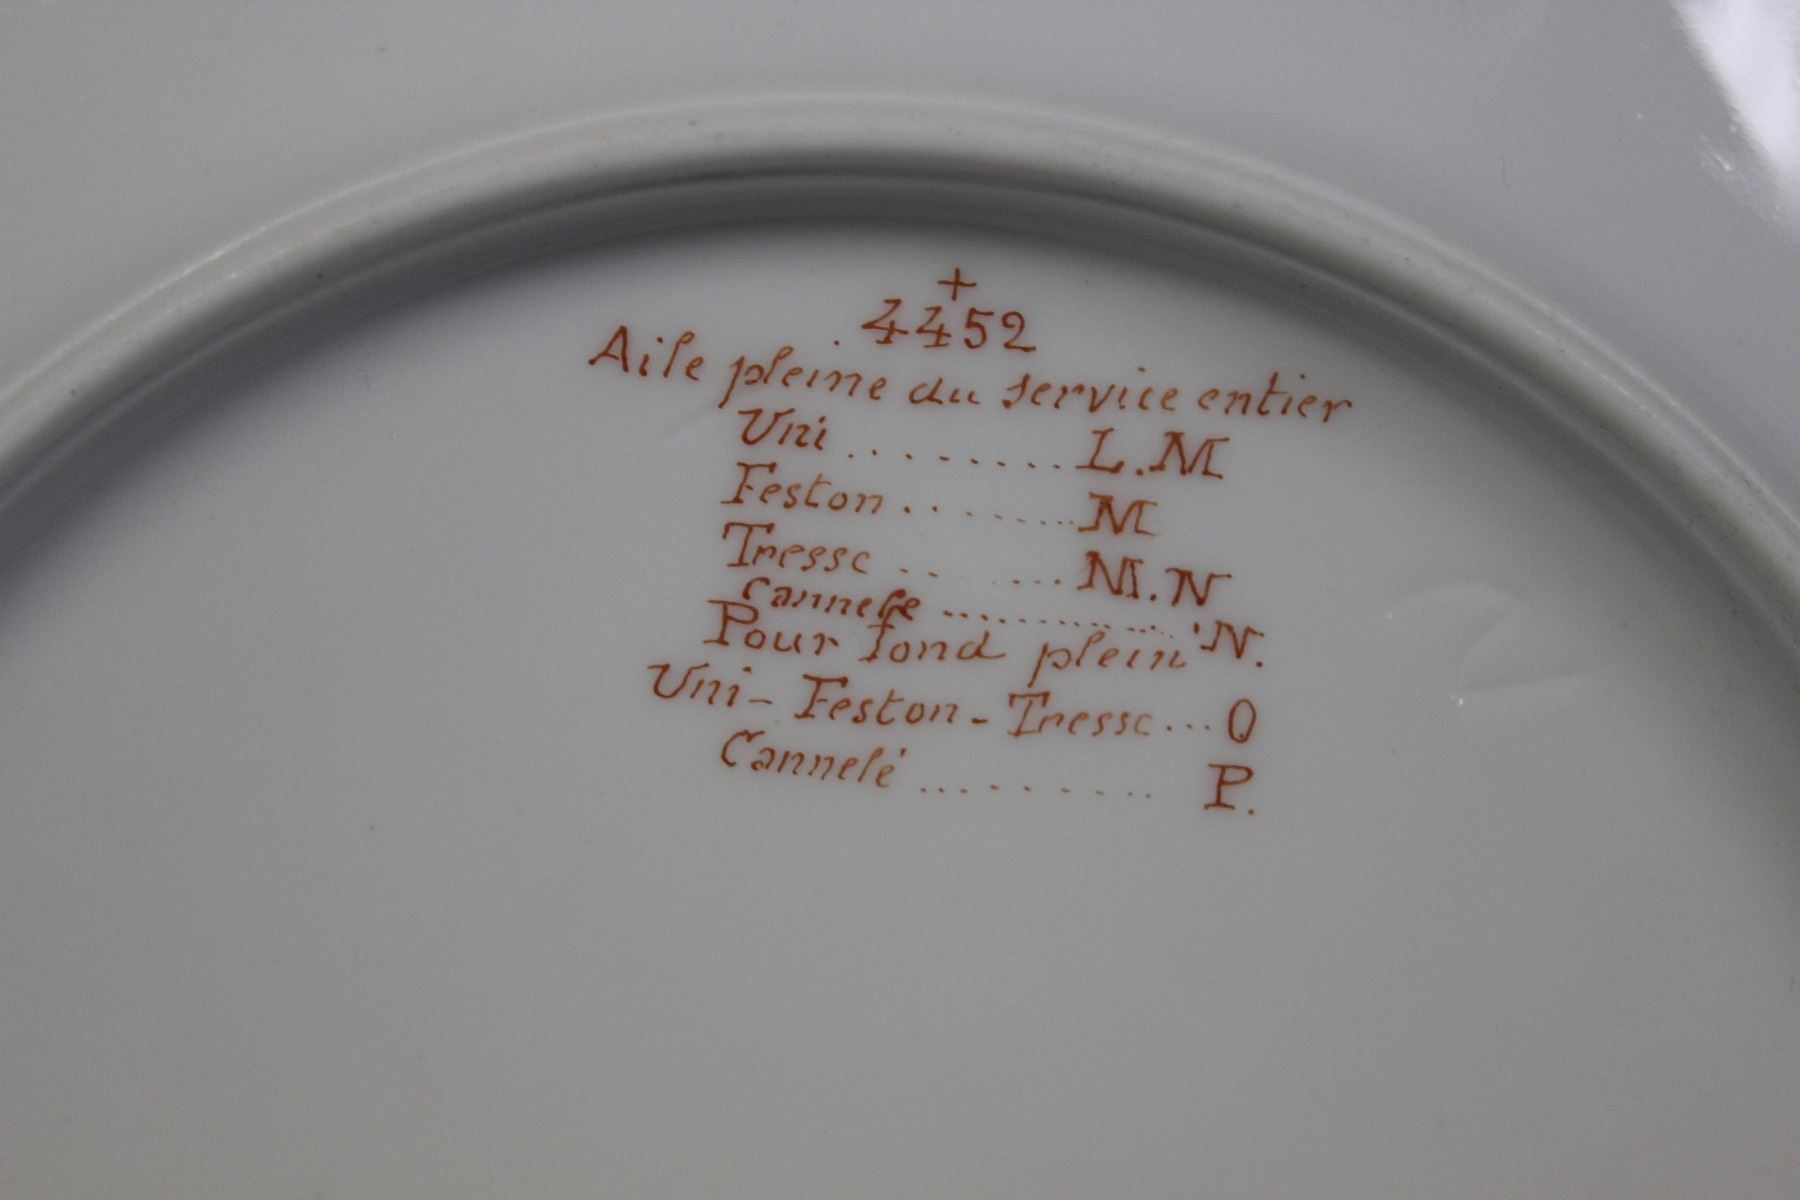 +
4452
Aile pleine du service entier
Uni ......... L.M
Feston ........ M
Tresse ........ M.N
Cannelé ............ N.
Pour fond plein
Uni - Feston - Tresse ... O
Cannelé .......... P.